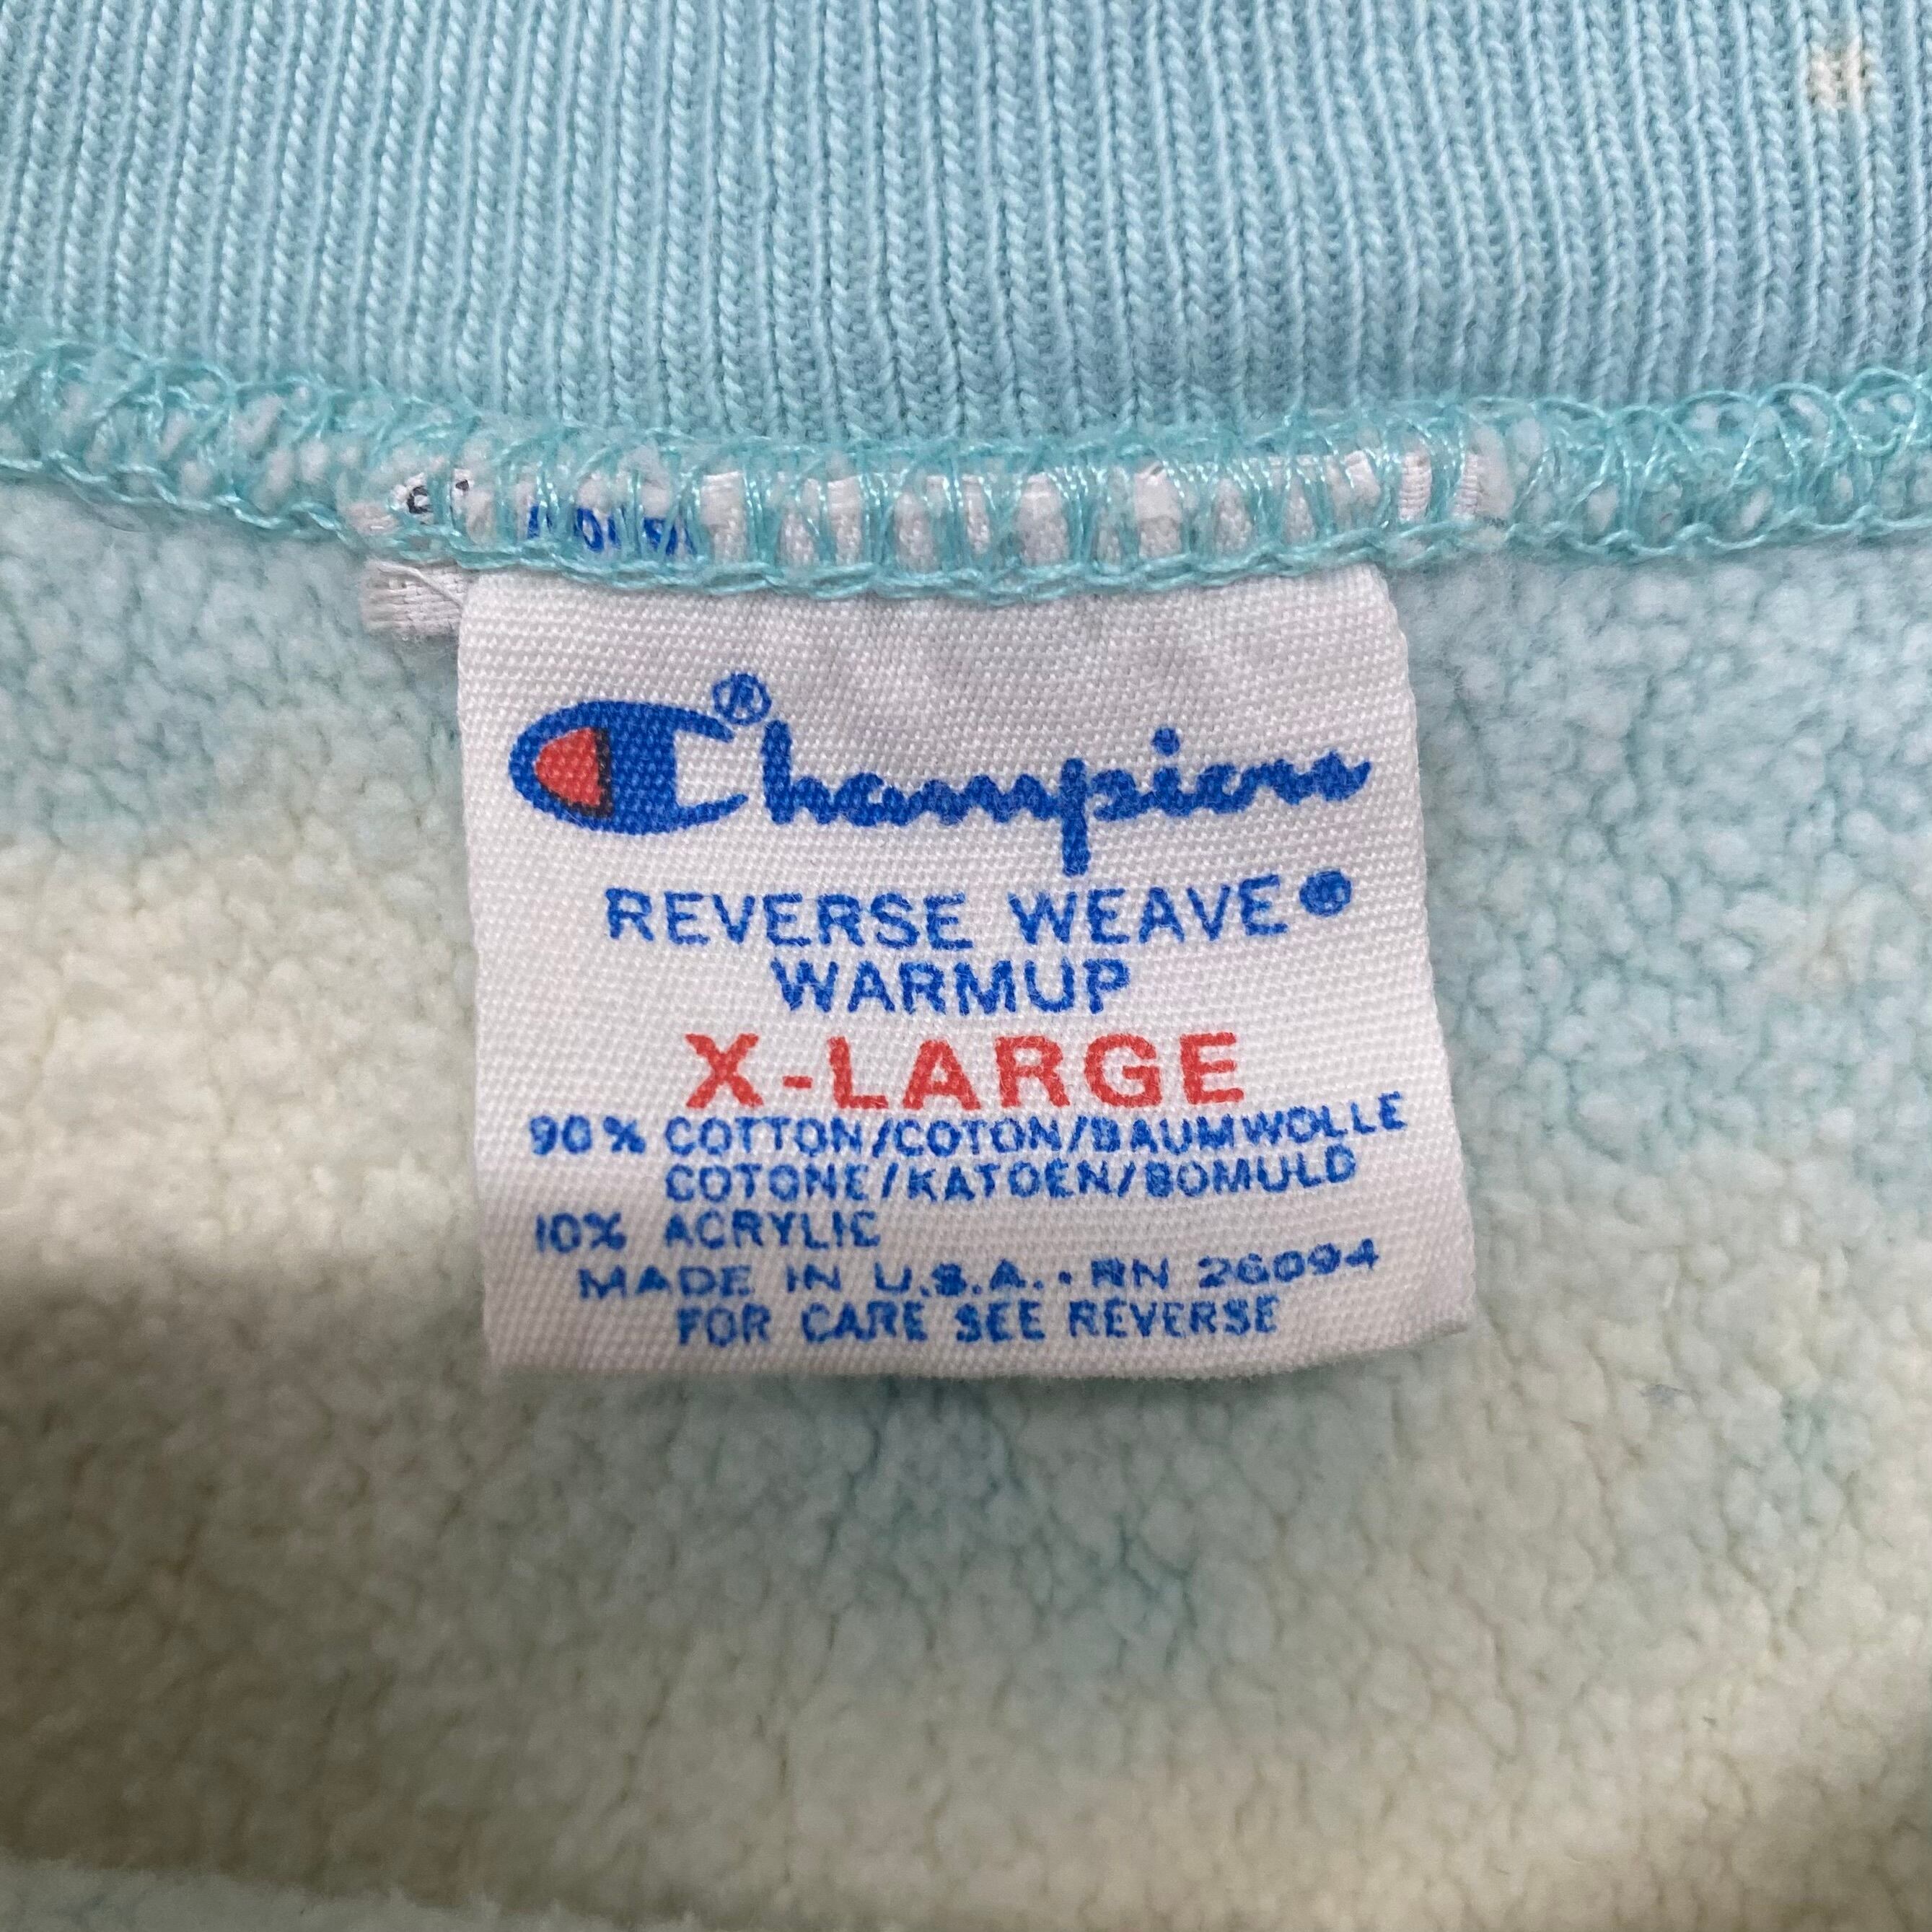 Champion®
REVERSE WEAVE®
WARMUP
X-LARGE
90% COTTON/COTON/BAUMWOLLE
COTONE/KATOEN/BOMULD
10% ACRYLIC
MADE IN U.S.A. • RN 26094
FOR CARE SEE REVERSE